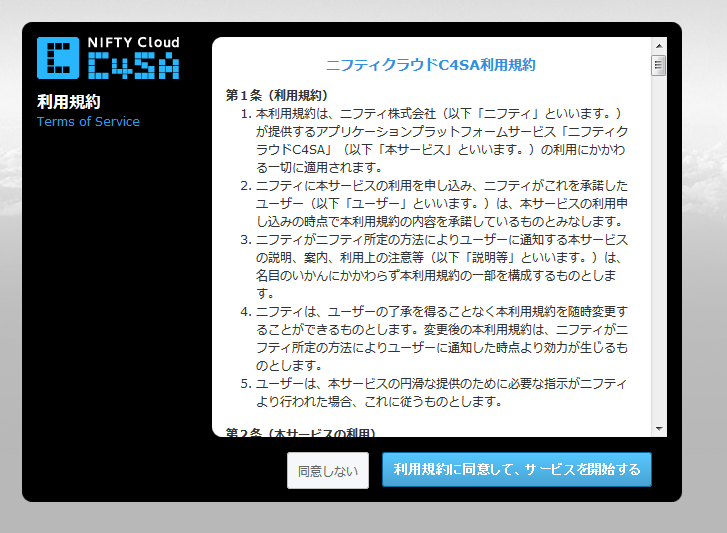 NIFTY Cloud
C4SA
利用規約
Terms of Service
ニフティクラウドC4SA利用規約
第1条（利用規約）
1. 本利用規約は、ニフティ株式会社（以下「ニフティ」といいます。）
が提供するアプリケーションプラットフォームサービス「ニフティク
ラウドC4SA」（以下「本サービス」といいます。）の利用にかかわ
る一切に適用されます。
2. ニフティに本サービスの利用を申し込み、ニフティがこれを承諾した
ユーザー（以下「ユーザー」といいます。）は、本サービスの利用申
し込みの時点で本利用規約の内容を承諾しているものとみなします。
3. ニフティがニフティ所定の方法によりユーザーに通知する本サービス
の説明、案内、利用上の注意等（以下「説明等」といいます。）は、
名目のいかんにかかわらず本利用規約の一部を構成するものとしま
す。
4. ニフティは、ユーザーの了承を得ることなく本利用規約を随時変更す
ることができるものとします。変更後の本利用規約は、ニフティがニ
フティ所定の方法によりユーザーに通知した時点より効力が生じるも
のとします。
5. ユーザーは、本サービスの円滑な提供のために必要な指示がニフティ
より行われた場合、これに従うものとします。
第2条（本サービスの利用）
同意しない
利用規約に同意して、サービスを開始する